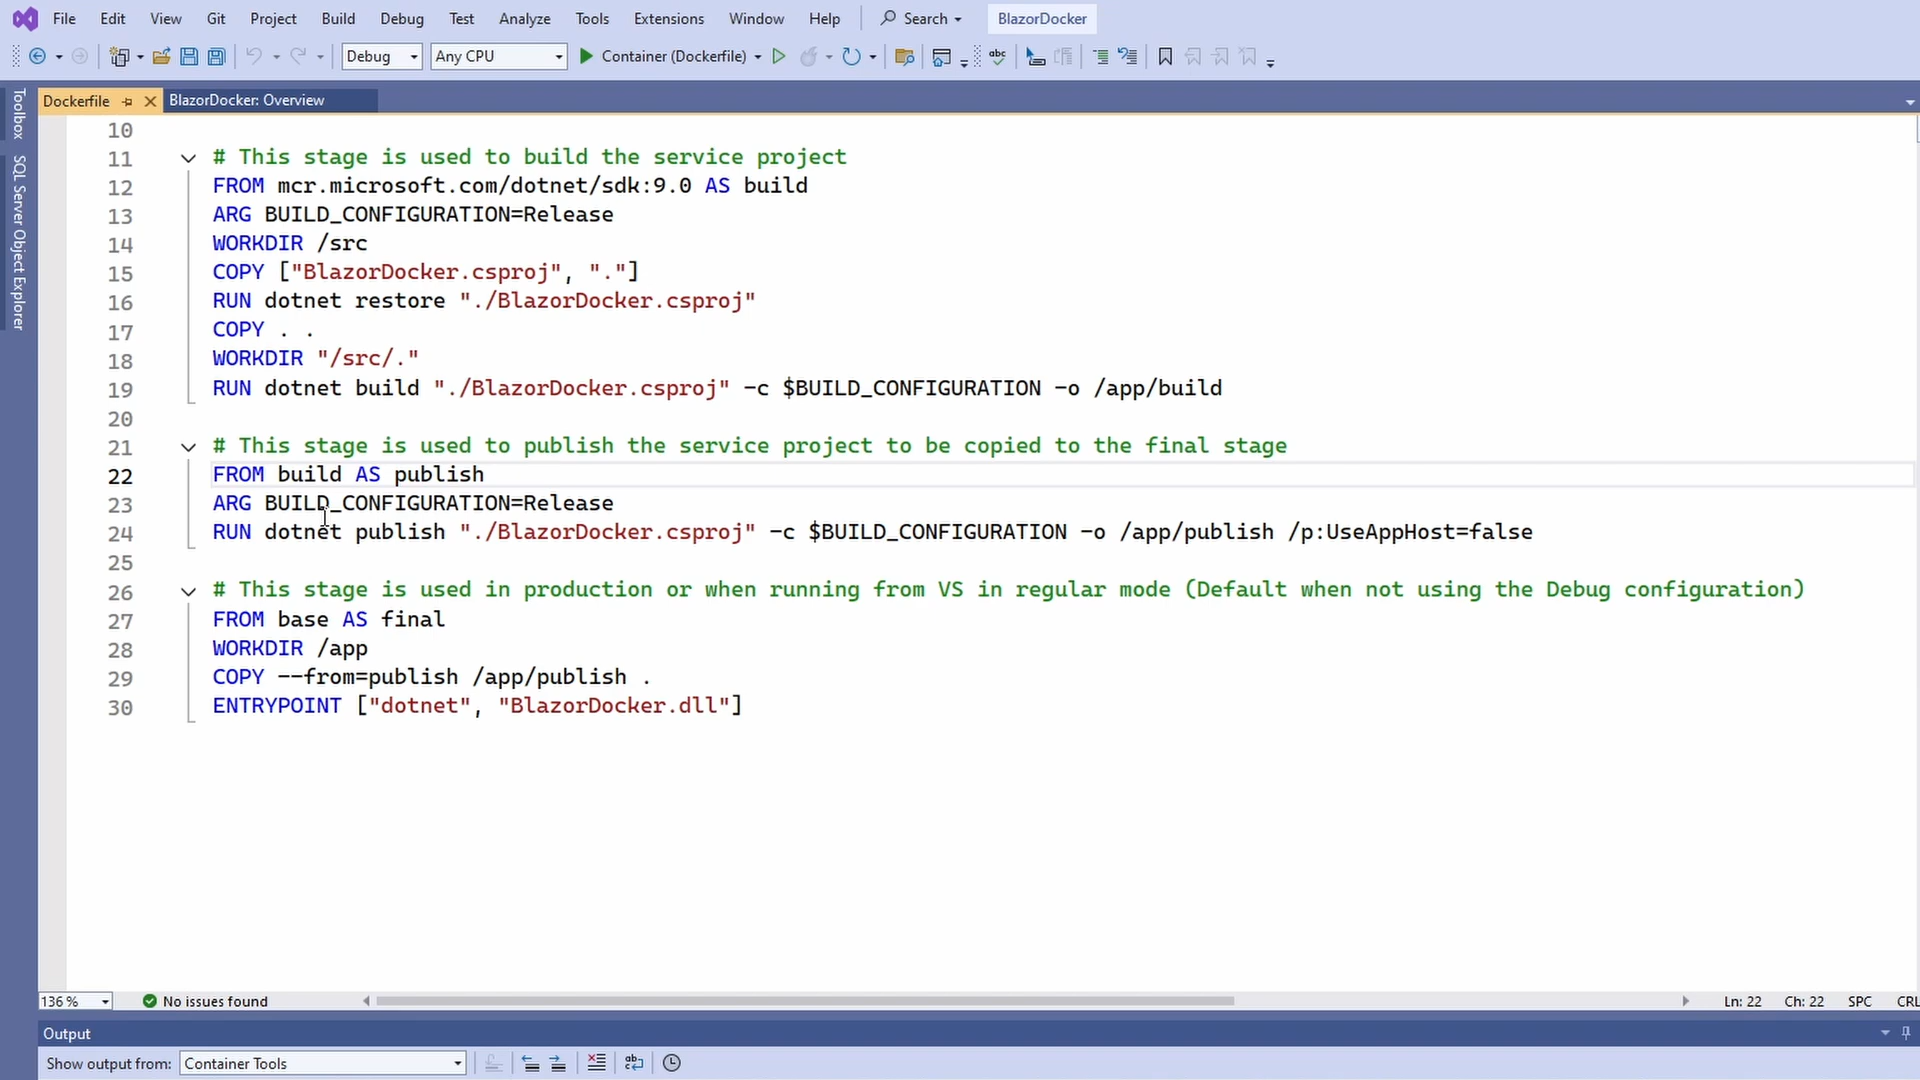 File Edit View Git Project Build Debug Test Analyze Tools Extensions Window Help Search BlazorDocker
Debug Any CPU Container (Dockerfile)
Toolbox
SQL Server Object Explorer
Dockerfile BlazorDocker: Overview
10
11 # This stage is used to build the service project
12 FROM mcr.microsoft.com/dotnet/sdk:9.0 AS build
13 ARG BUILD_CONFIGURATION=Release
14 WORKDIR /src
15 COPY ["BlazorDocker.csproj", "."]
16 RUN dotnet restore "./BlazorDocker.csproj"
17 COPY . .
18 WORKDIR "/src/."
19 RUN dotnet build "./BlazorDocker.csproj" -c $BUILD_CONFIGURATION -o /app/build
20
21 # This stage is used to publish the service project to be copied to the final stage
22 FROM build AS publish
23 ARG BUILD_CONFIGURATION=Release
24 RUN dotnet publish "./BlazorDocker.csproj" -c $BUILD_CONFIGURATION -o /app/publish /p:UseAppHost=false
25
26 # This stage is used in production or when running from VS in regular mode (Default when not using the Debug configuration)
27 FROM base AS final
28 WORKDIR /app
29 COPY --from=publish /app/publish .
30 ENTRYPOINT ["dotnet", "BlazorDocker.dll"]
136 % No issues found Ln: 22 Ch: 22 SPC CRL
Output
Show output from: Container Tools